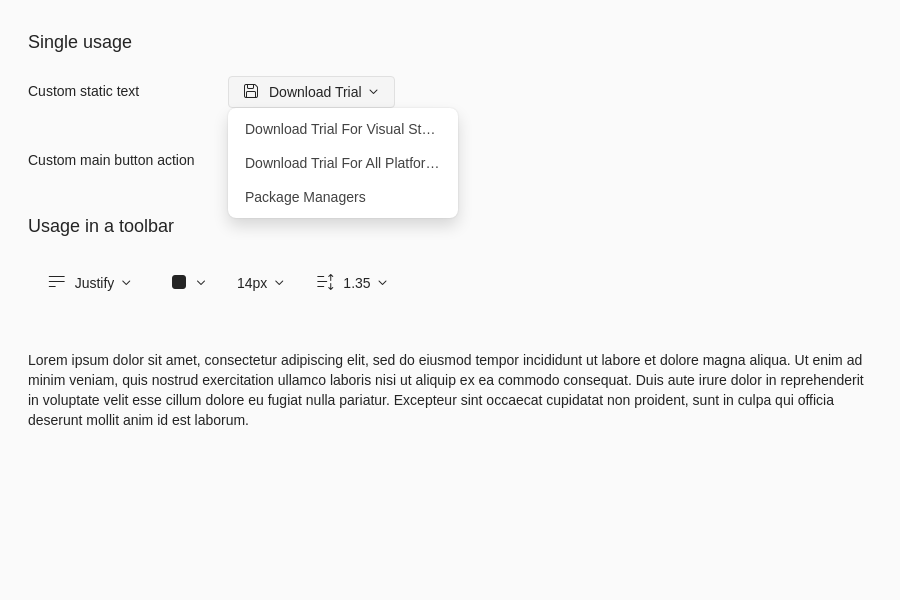 Single usage
Custom static text
Download Trial
Download Trial For Visual St...
Download Trial For All Platfor...
Custom main button action
Package Managers
Usage in a toolbar
Justify
14px
1.35
Lorem ipsum dolor sit amet, consectetur adipiscing elit, sed do eiusmod tempor incididunt ut labore et dolore magna aliqua. Ut enim ad
minim veniam, quis nostrud exercitation ullamco laboris nisi ut aliquip ex ea commodo consequat. Duis aute irure dolor in reprehenderit
in voluptate velit esse cillum dolore eu fugiat nulla pariatur. Excepteur sint occaecat cupidatat non proident, sunt in culpa qui officia
deserunt mollit anim id est laborum.